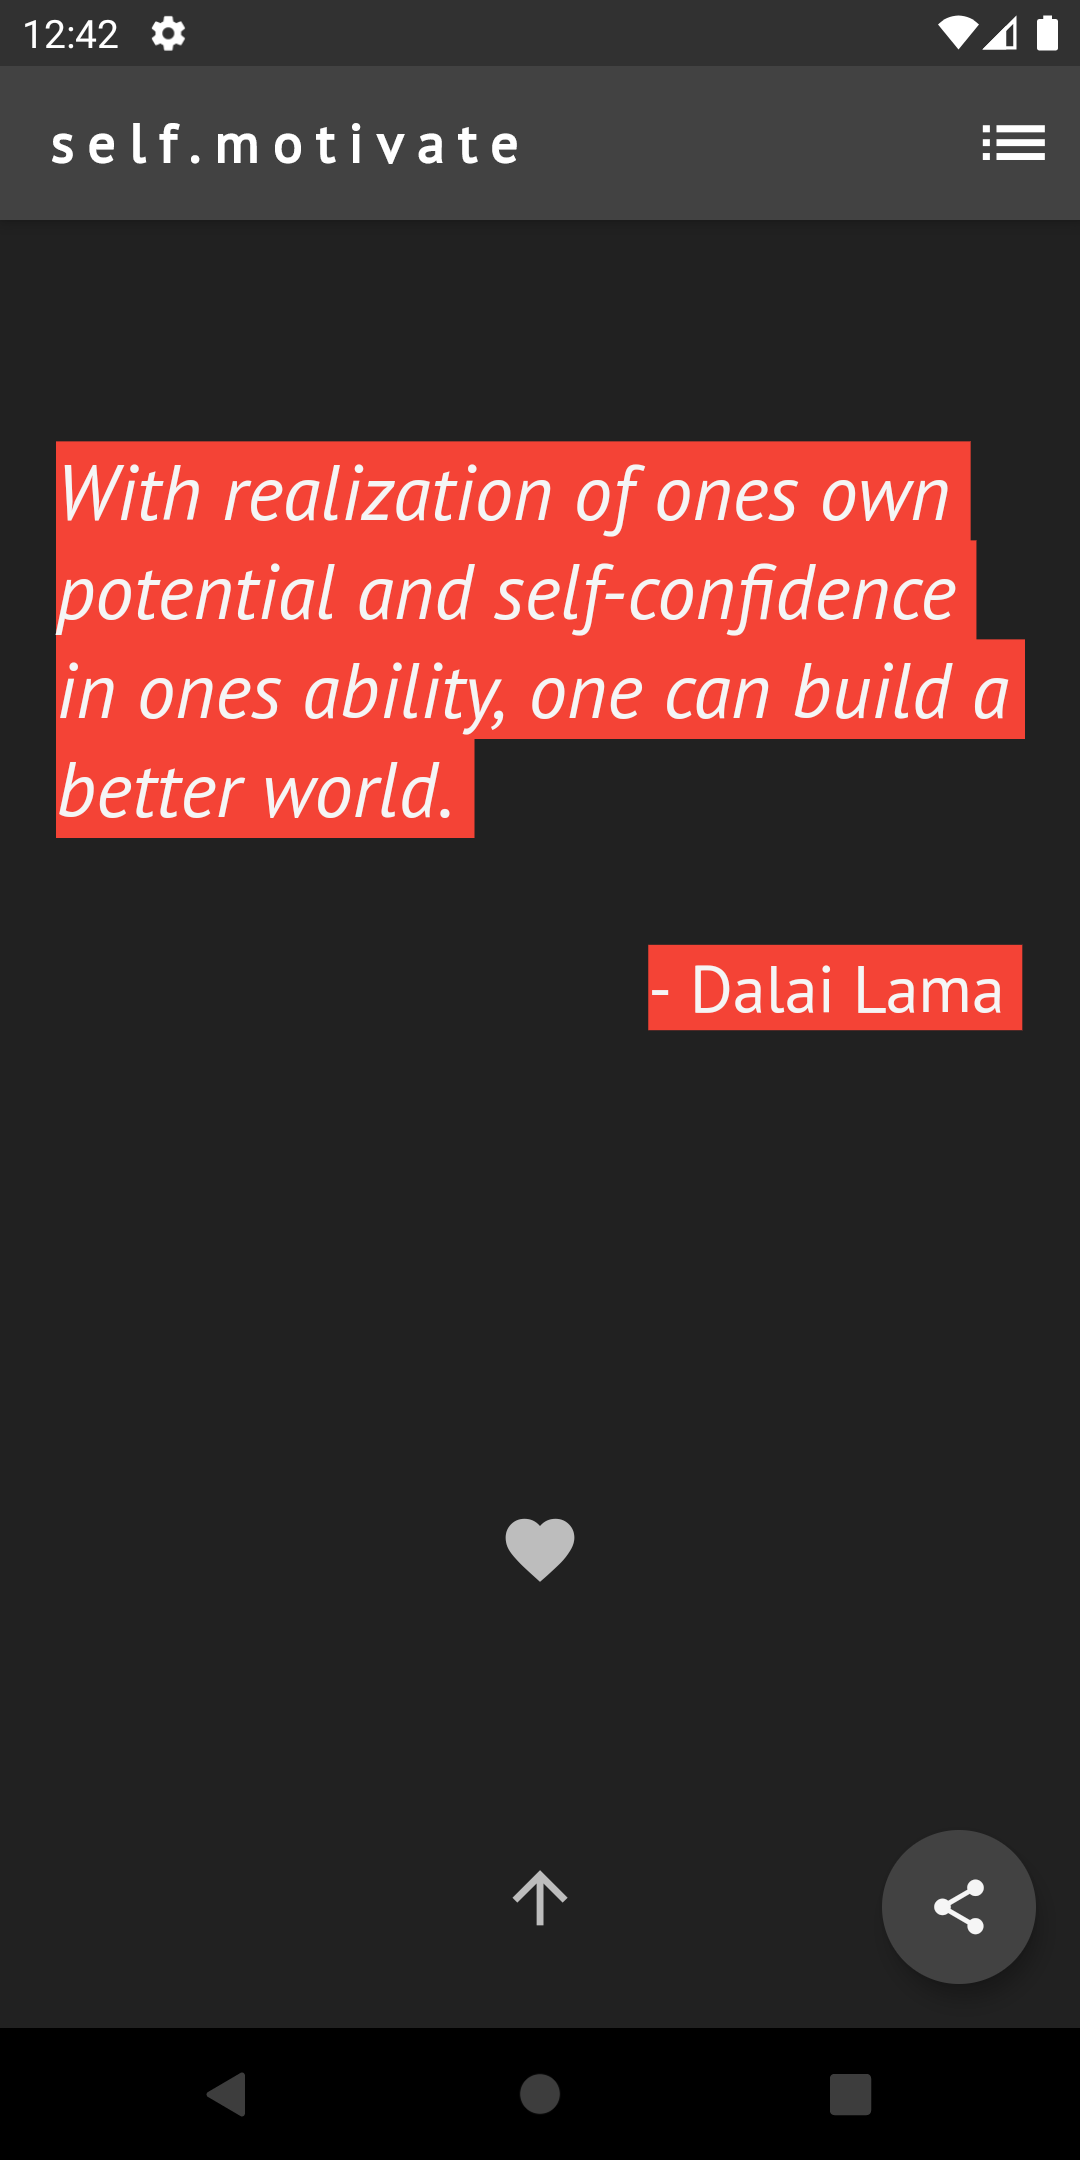 12:42
self.motivate
With realization of ones own
potential and self-confidence
in ones ability, one can build a
better world.
- Dalai Lama